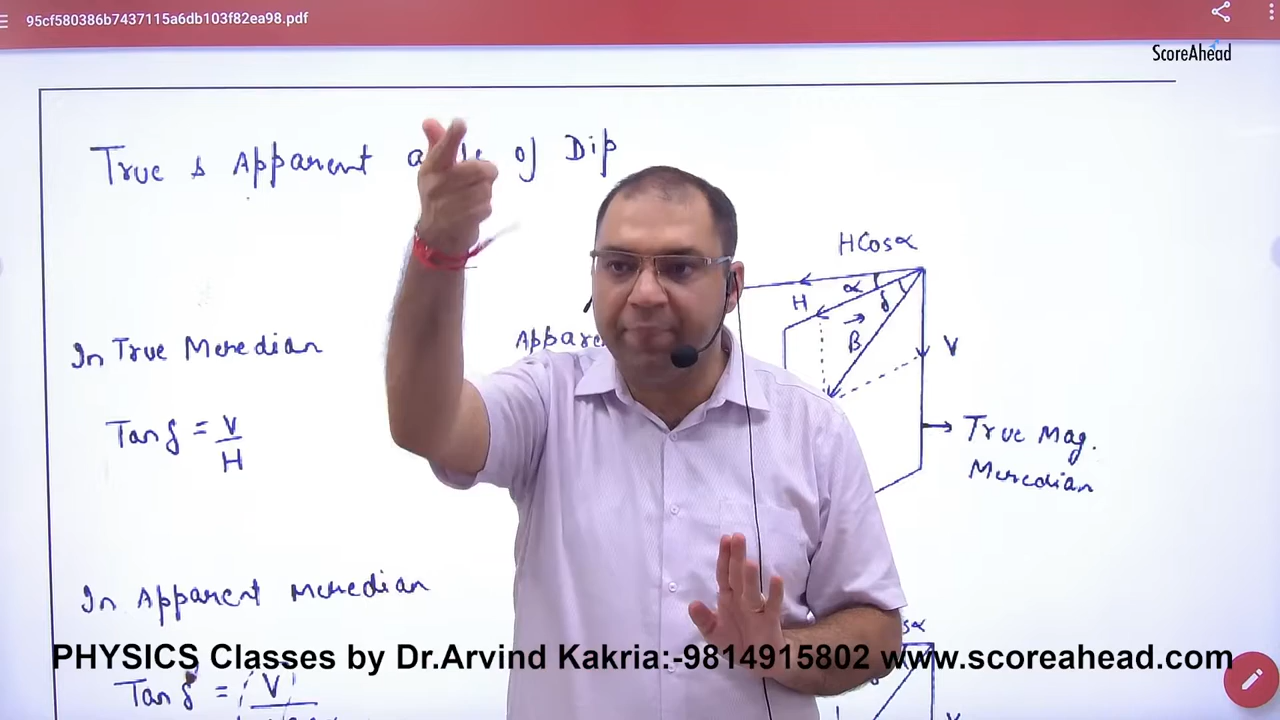 95cf580386b7437115a6db103f82ea98.pdf
ScoreAhead
True & Apparent of Dip
HCosα
H α δ
B
V
In True Meredian
Tan δ = V/H
True Mag.
Meredian
In Apparent Meredian
PHYSICS Classes by Dr.Arvind Kakria:-9814915802 www.scoreahead.com
Tan δ = V
V